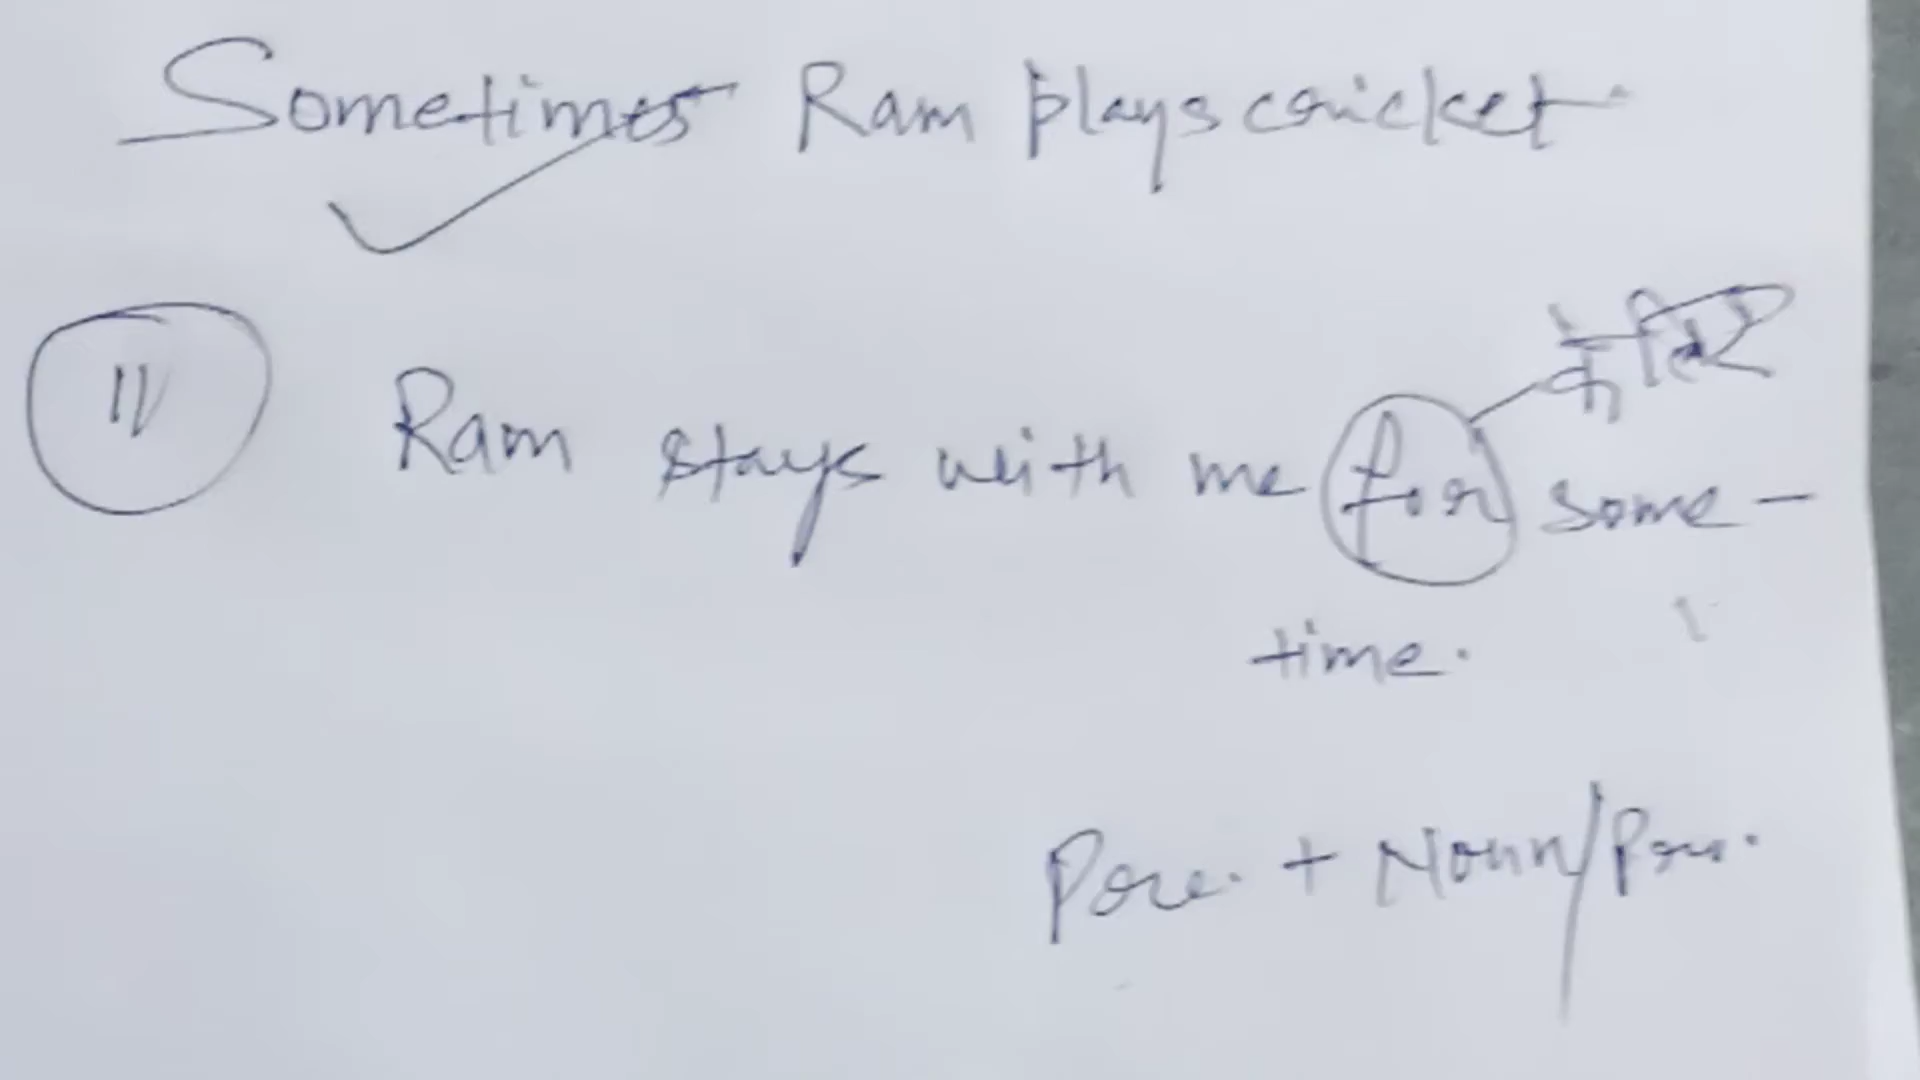 Sometimes Ram plays cricket.
11 Ram stays with me for some-
के लिए
time.
Pre. + Noun/Pro.